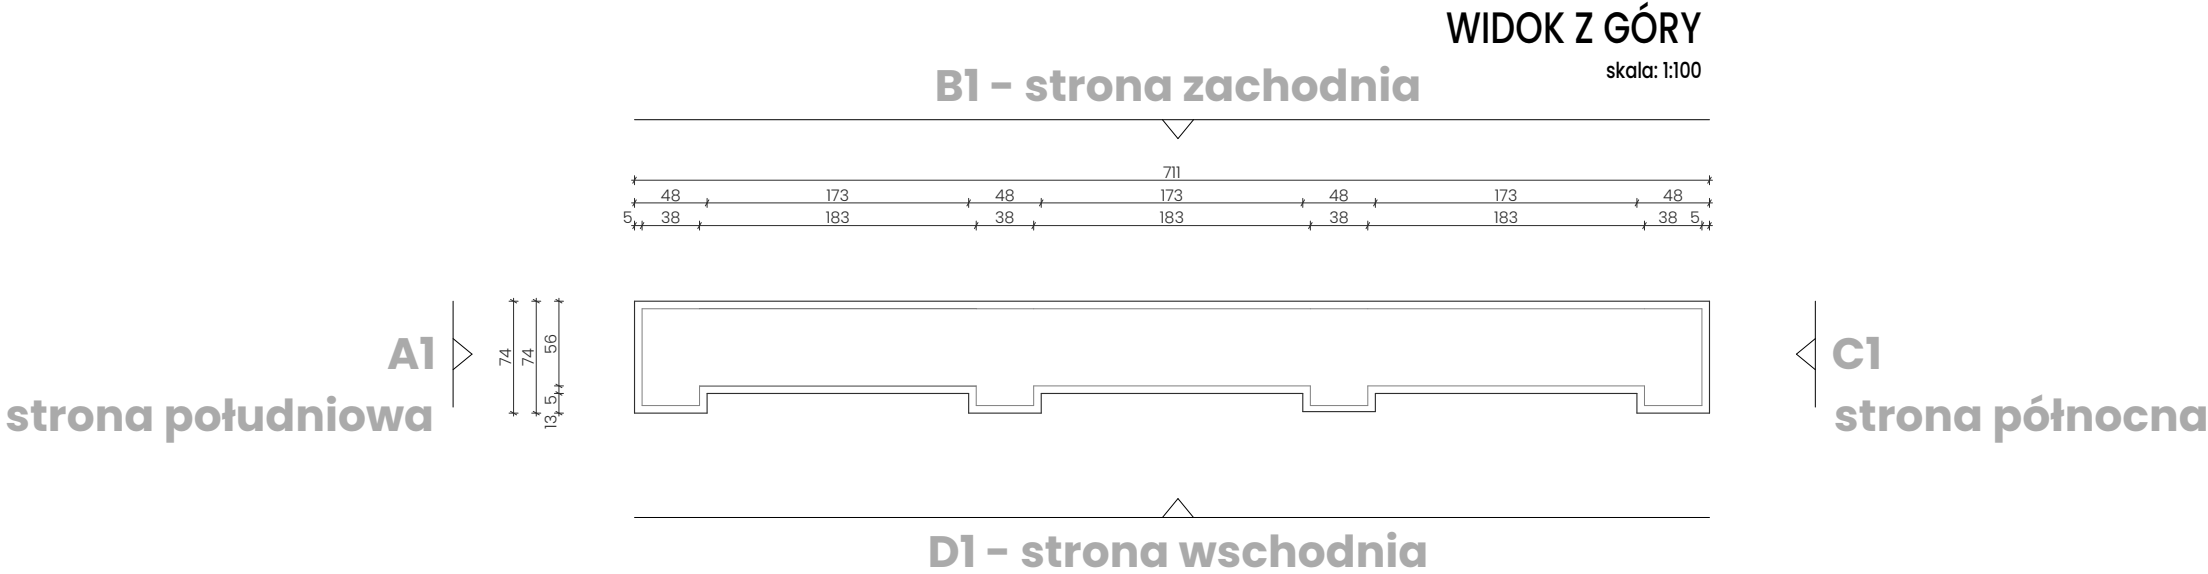 WIDOK Z GÓRY
skala: 1:100
B1 - strona zachodnia
711
48 173 48 173 48 173 48
5 38 183 38 183 38 183 38 5
74 74 56
5
13
A1
strona południowa
C1
strona północna
D1 - strona wschodnia